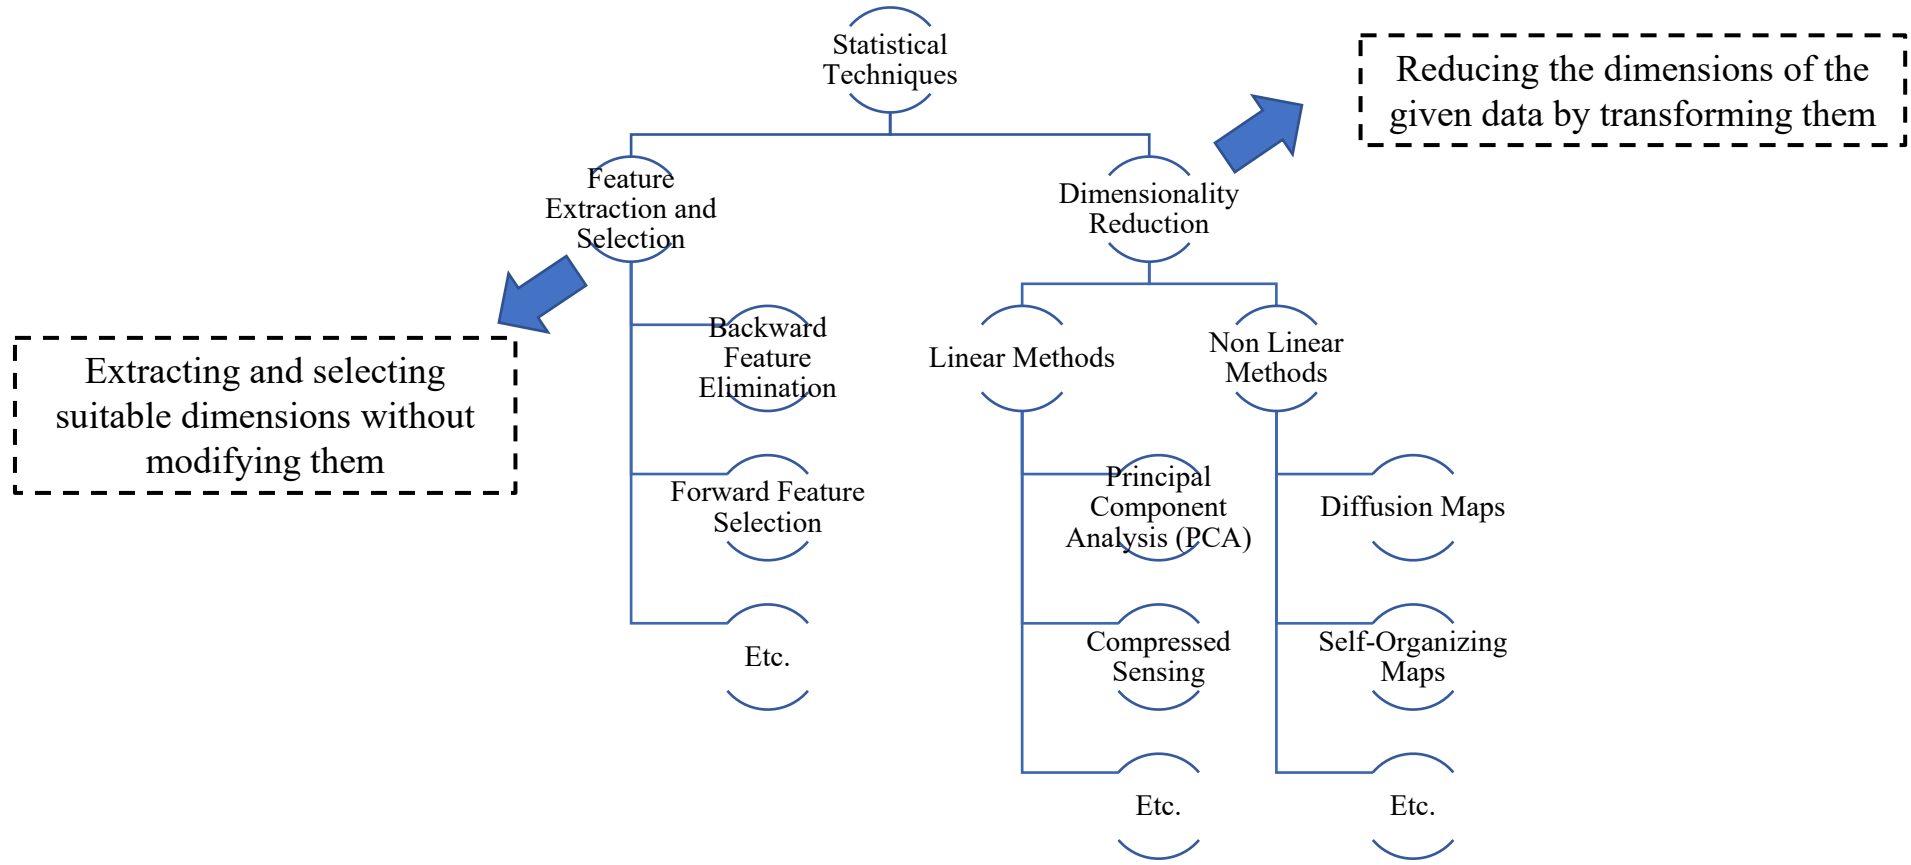 Statistical
Techniques
Reducing the dimensions of the
given data by transforming them
Feature
Extraction and
Selection
Dimensionality
Reduction
Extracting and selecting
suitable dimensions without
modifying them
Backward
Feature
Elimination
Linear Methods
Non Linear
Methods
Forward Feature
Selection
Principal
Component
Analysis (PCA)
Diffusion Maps
Etc.
Compressed
Sensing
Self-Organizing
Maps
Etc.
Etc.